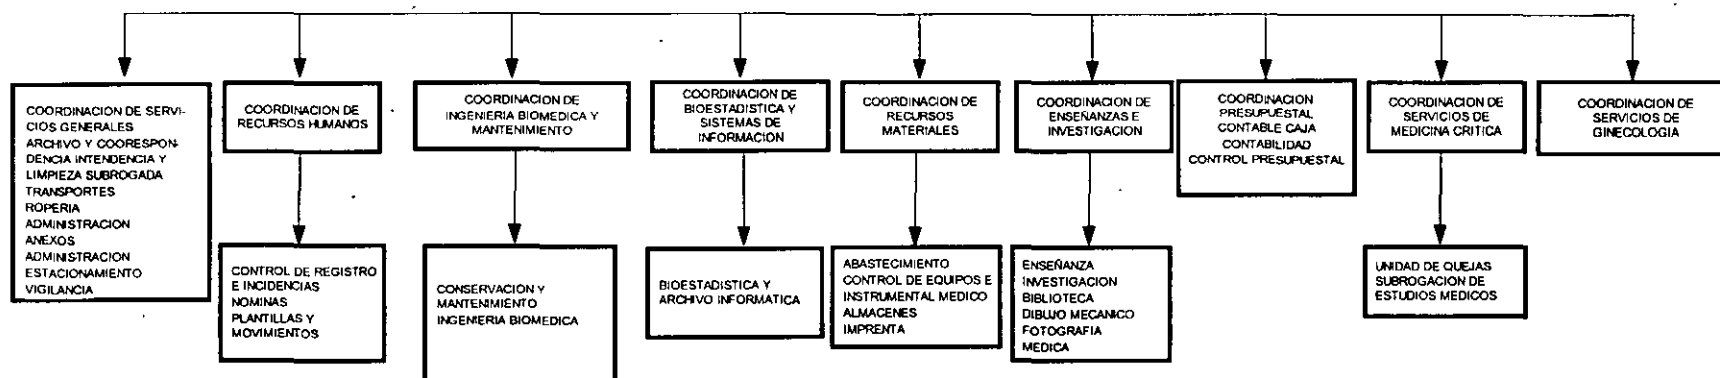 COORDINACION DE SERVI-
CIOS GENERALES
ARCHIVO Y COORESPON-
DENCIA INTENDENCIA Y
LIMPIEZA SUBROGADA
TRANSPORTES
ROPERIA
ADMINISTRACION
ANEXOS
ADMINISTRACION
ESTACIONAMIENTO
VIGILANCIA
COORDINACION DE
RECURSOS HUMANOS
CONTROL DE REGISTRO
E INCIDENCIAS
NOMINAS
PLANTILLAS Y
MOVIMIENTOS
COORDINACION DE
INGENIERIA BIOMEDICA Y
MANTENIMIENTO
CONSERVACION Y
MANTENIMIENTO
INGENIERIA BIOMEDICA
COORDINACION DE
BIOESTADISTICA Y
SISTEMAS DE
INFORMACION
BIOESTADISTICA Y
ARCHIVO INFORMATICA
COORDINACION DE
RECURSOS
MATERIALES
ABASTECIMIENTO
CONTROL DE EQUIPOS E
INSTRUMENTAL MEDICO
ALMACENES
IMPRENTA
COORDINACION DE
ENSEÑANZAS E
INVESTIGACION
ENSEÑANZA
INVESTIGACION
BIBLIOTECA
DIBUJO MECANICO
FOTOGRAFIA
MEDICA
COORDINACION
PRESUPUESTAL
CONTABLE CAJA
CONTABILIDAD
CONTROL PRESUPUESTAL
COORDINACION DE
SERVICIOS DE
MEDICINA CRITICA
UNIDAD DE QUEJAS
SUBROGACION DE
ESTUDIOS MEDICOS
COORDINACION DE
SERVICIOS DE
GINECOLOGIA